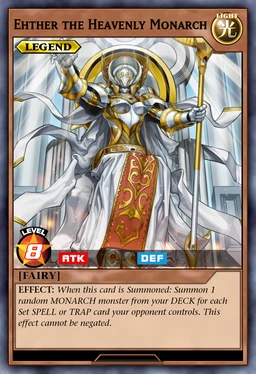 Ehther the Heavenly Monarch
LIGHT
光
LEGEND
LEVEL
8
ATK
DEF
[FAIRY]
EFFECT: When this card is Summoned: Summon 1
random MONARCH monster from your DECK for each
Set SPELL or TRAP card your opponent controls. This
effect cannot be negated.